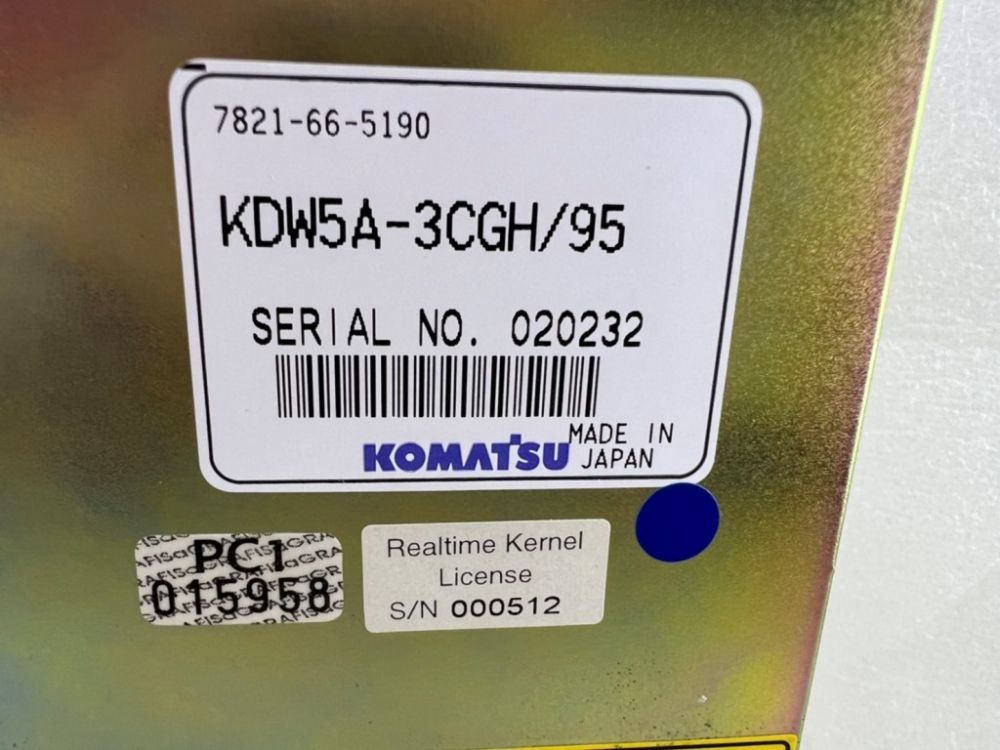 7821-66-5190
KDW5A-3CGH/95
SERIAL NO. 020232
KOMATSU
MADE IN
JAPAN
PC1
015958
Realtime Kernel
License
S/N 000512